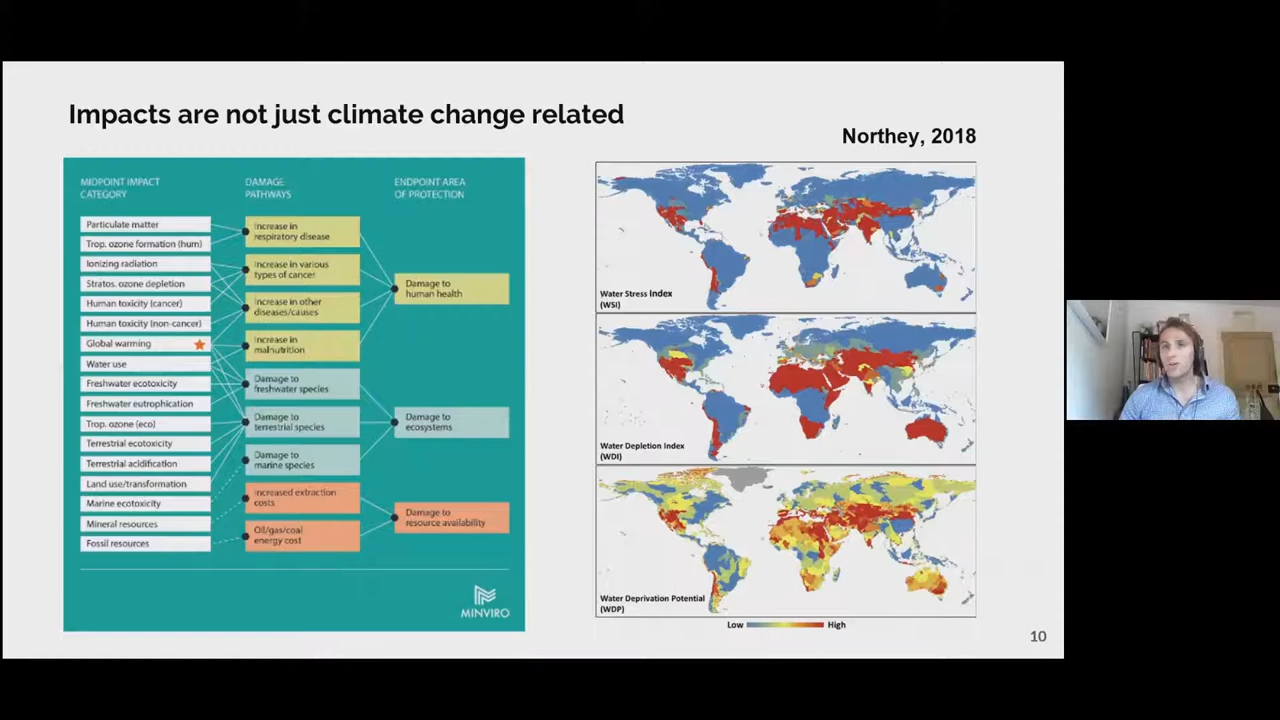 Impacts are not just climate change related
Northey, 2018
MIDPOINT IMPACT
CATEGORY
DAMAGE
PATHWAYS
ENDPOINT AREA
OF PROTECTION
Particulate matter
Trop. ozone formation (hum)
Ionizing radiation
Stratos. ozone depletion
Human toxicity (cancer)
Human toxicity (non-cancer)
Global warming
Water use
Freshwater ecotoxicity
Freshwater eutrophication
Trop. ozone (eco)
Terrestrial ecotoxicity
Terrestrial acidification
Land use/transformation
Marine ecotoxicity
Mineral resources
Fossil resources
Increase in
respiratory disease
Increase in various
types of cancer
Increase in other
diseases/causes
Increase in
malnutrition
Damage to
freshwater species
Damage to
terrestrial species
Damage to
marine species
Increased extraction
costs
Oil/gas/coal
energy cost
Damage to
human health
Damage to
ecosystems
Damage to
resource availability
MINVIRO
Water Stress Index
(WSI)
Water Depletion Index
(WDI)
Water Deprivation Potential
(WDP)
Low
High
10